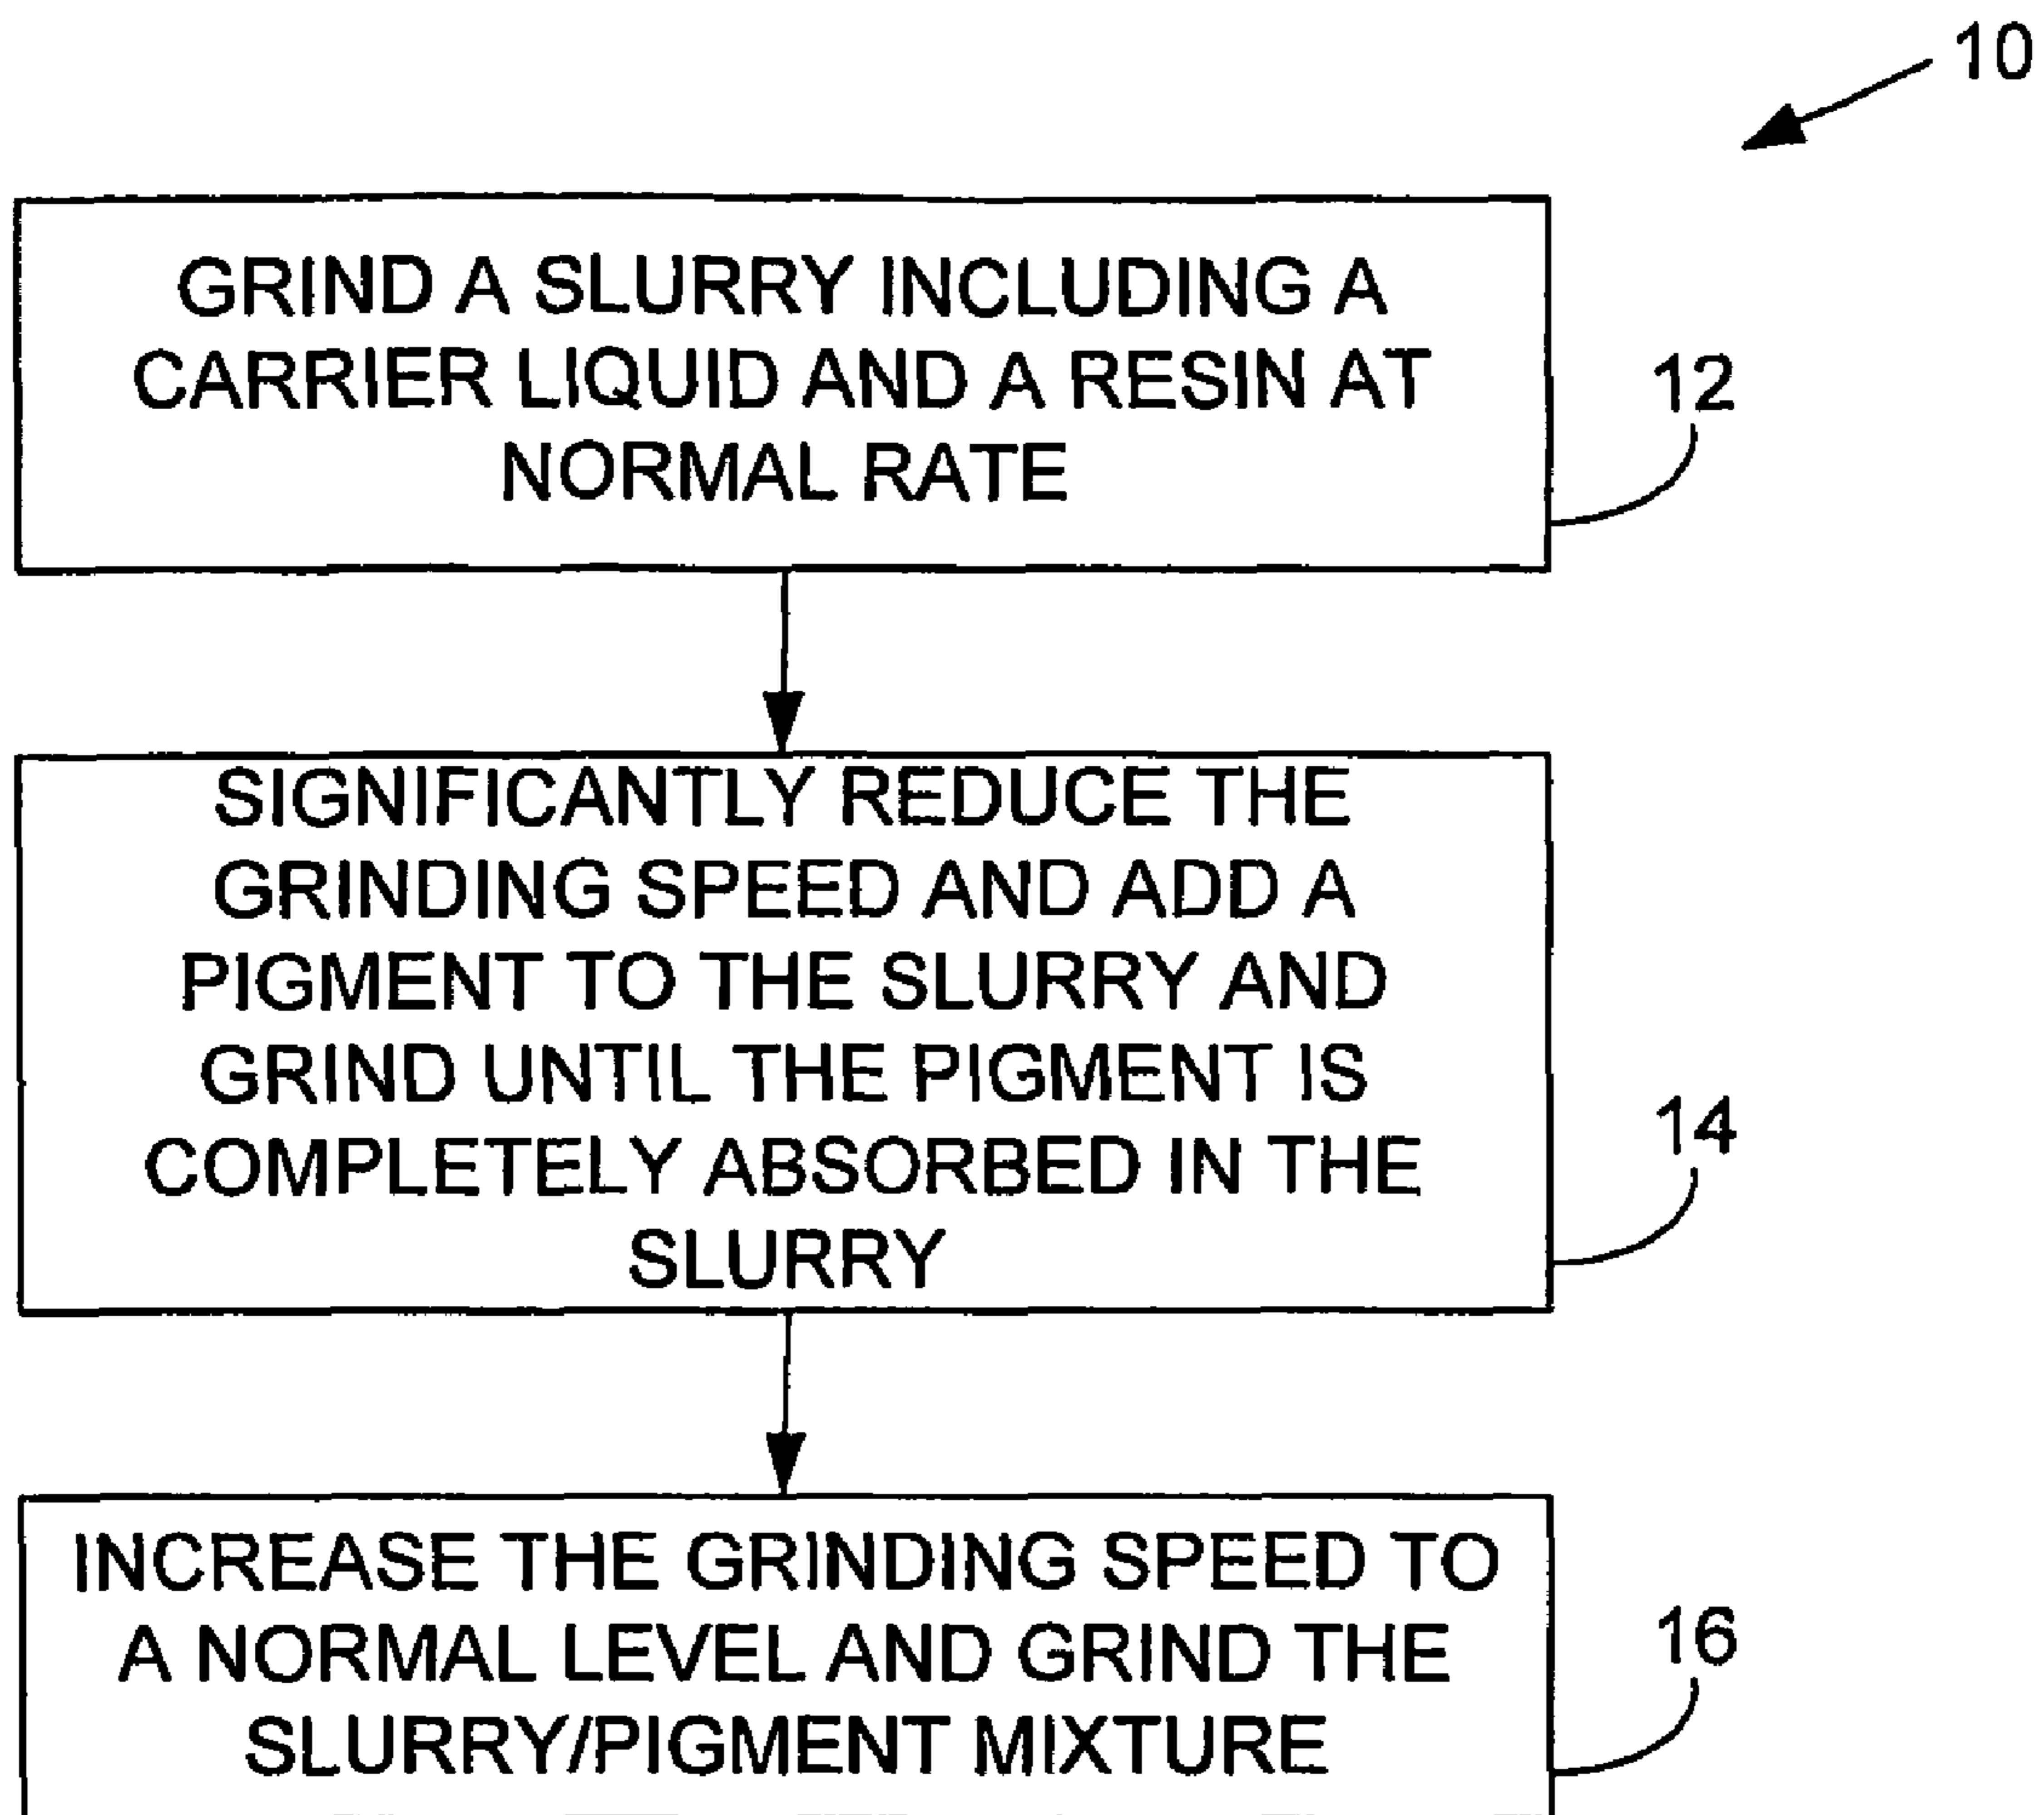 10
GRIND A SLURRY INCLUDING A
CARRIER LIQUID AND A RESIN AT
NORMAL RATE
12
SIGNIFICANTLY REDUCE THE
GRINDING SPEED AND ADD A
PIGMENT TO THE SLURRY AND
GRIND UNTIL THE PIGMENT IS
COMPLETELY ABSORBED IN THE
SLURRY
14
INCREASE THE GRINDING SPEED TO
A NORMAL LEVEL AND GRIND THE
SLURRY/PIGMENT MIXTURE
16